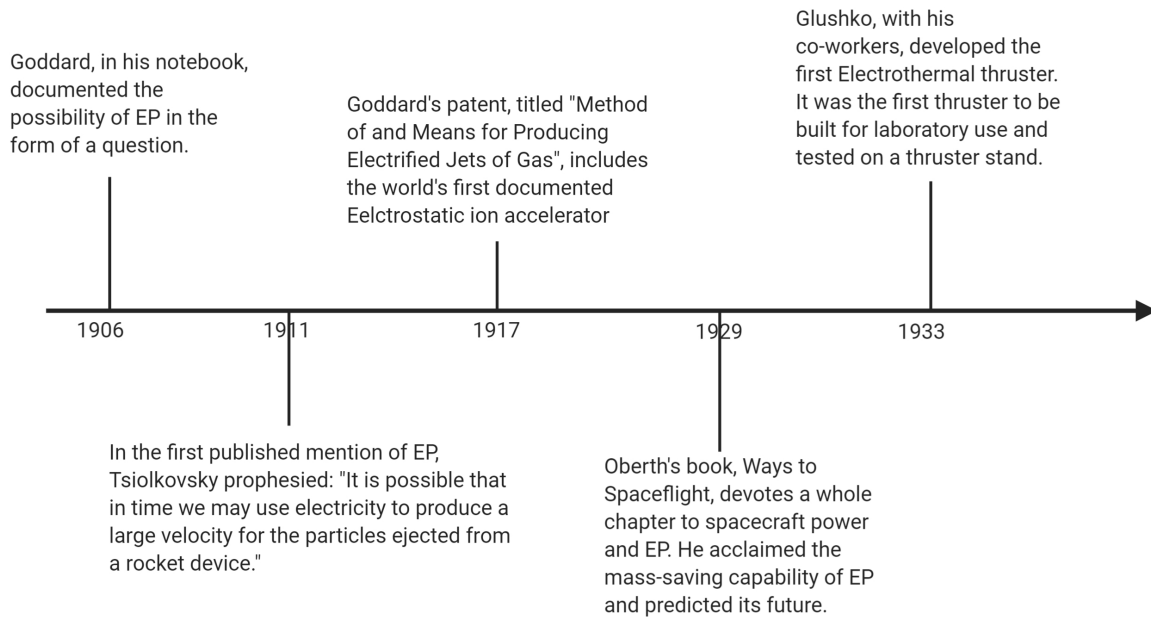 Goddard, in his notebook,
documented the
possibility of EP in the
form of a question.
Goddard's patent, titled "Method
of and Means for Producing
Electrified Jets of Gas", includes
the world's first documented
Eelctrostatic ion accelerator
Glushko, with his
co-workers, developed the
first Electrothermal thruster.
It was the first thruster to be
built for laboratory use and
tested on a thruster stand.
1906
1911
1917
1929
1933
In the first published mention of EP,
Tsiolkovsky prophesied: "It is possible that
in time we may use electricity to produce a
large velocity for the particles ejected from
a rocket device."
Oberth's book, Ways to
Spaceflight, devotes a whole
chapter to spacecraft power
and EP. He acclaimed the
mass-saving capability of EP
and predicted its future.